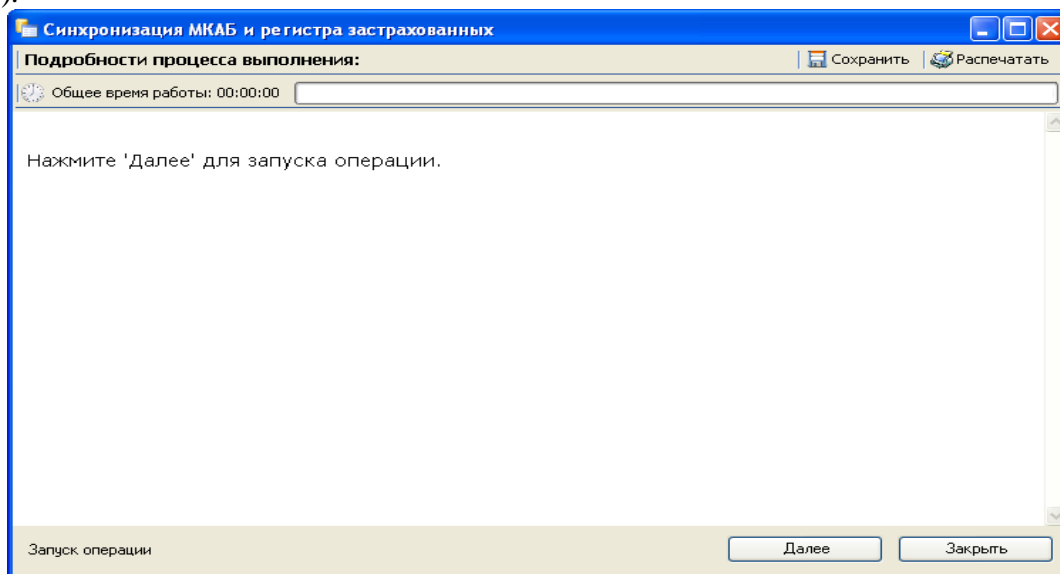 ).
Синхронизация МКАБ и регистра застрахованных
Подробности процесса выполнения: Сохранить Распечатать
Общее время работы: 00:00:00
Нажмите 'Далее' для запуска операции.
Запуск операции Далее Закрыть